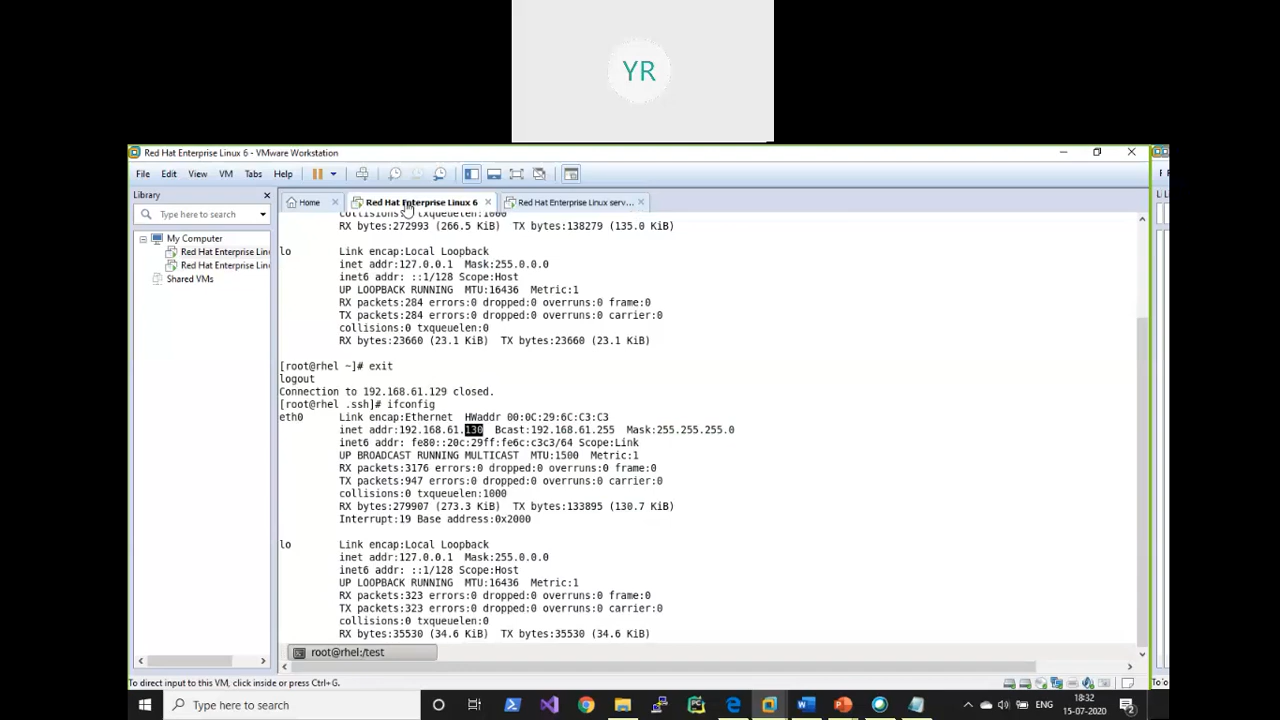 YR
Red Hat Enterprise Linux 6 - VMware Workstation
File Edit View VM Tabs Help
Library
Type here to search
My Computer
Red Hat Enterprise Lin
Red Hat Enterprise Lin
Shared VMs
Home Red Hat Enterprise Linux 6 Red Hat Enterprise Linux serv...
collisions:0 txqueuelen:1000
RX bytes:272993 (266.5 KiB) TX bytes:138279 (135.0 KiB)
lo Link encap:Local Loopback
inet addr:127.0.0.1 Mask:255.0.0.0
inet6 addr: ::1/128 Scope:Host
UP LOOPBACK RUNNING MTU:16436 Metric:1
RX packets:284 errors:0 dropped:0 overruns:0 frame:0
TX packets:284 errors:0 dropped:0 overruns:0 carrier:0
collisions:0 txqueuelen:0
RX bytes:23660 (23.1 KiB) TX bytes:23660 (23.1 KiB)
[root@rhel ~]# exit
logout
Connection to 192.168.61.129 closed.
[root@rhel .ssh]# ifconfig
eth0 Link encap:Ethernet HWaddr 00:0C:29:6C:C3:C3
inet addr:192.168.61.130 Bcast:192.168.61.255 Mask:255.255.255.0
inet6 addr: fe80::20c:29ff:fe6c:c3c3/64 Scope:Link
UP BROADCAST RUNNING MULTICAST MTU:1500 Metric:1
RX packets:3176 errors:0 dropped:0 overruns:0 frame:0
TX packets:947 errors:0 dropped:0 overruns:0 carrier:0
collisions:0 txqueuelen:1000
RX bytes:279907 (273.3 KiB) TX bytes:133895 (130.7 KiB)
Interrupt:19 Base address:0x2000
lo Link encap:Local Loopback
inet addr:127.0.0.1 Mask:255.0.0.0
inet6 addr: ::1/128 Scope:Host
UP LOOPBACK RUNNING MTU:16436 Metric:1
RX packets:323 errors:0 dropped:0 overruns:0 frame:0
TX packets:323 errors:0 dropped:0 overruns:0 carrier:0
collisions:0 txqueuelen:0
RX bytes:35530 (34.6 KiB) TX bytes:35530 (34.6 KiB)
root@rhel:/test
To direct input to this VM, click inside or press Ctrl+G.
Type here to search
ENG
18:32
15-07-2020
2